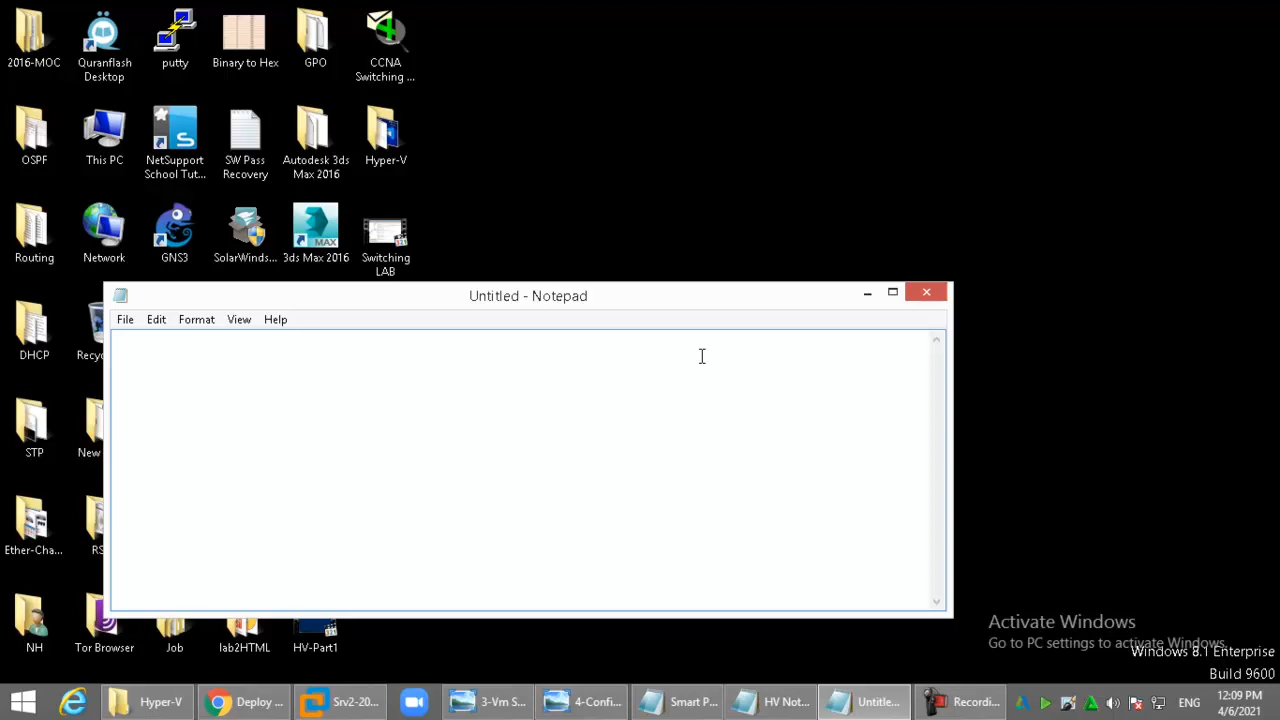 2016-MOC
Quranflash
Desktop
putty
Binary to Hex
GPO
CCNA
Switching ...
OSPF
This PC
NetSupport
School Tut...
SW Pass
Recovery
Autodesk 3ds
Max 2016
Hyper-V
Routing
Network
GNS3
SolarWinds...
MAX
3ds Max 2016
Switching
LAB
Untitled - Notepad
File
Edit
Format
View
Help
DHCP
Recyc
STP
New
Ether-Cha...
RS
NH
Tor Browser
Job
lab2HTML
HV-Part1
Activate Windows
Go to PC settings to activate Windows.
Windows 8.1 Enterprise
Build 9600
Hyper-V
Deploy ...
Srv2-20...
3-Vm S...
4-Confi...
Smart P...
HV Not...
Untitle...
Recordi...
ENG
12:09 PM
4/6/2021